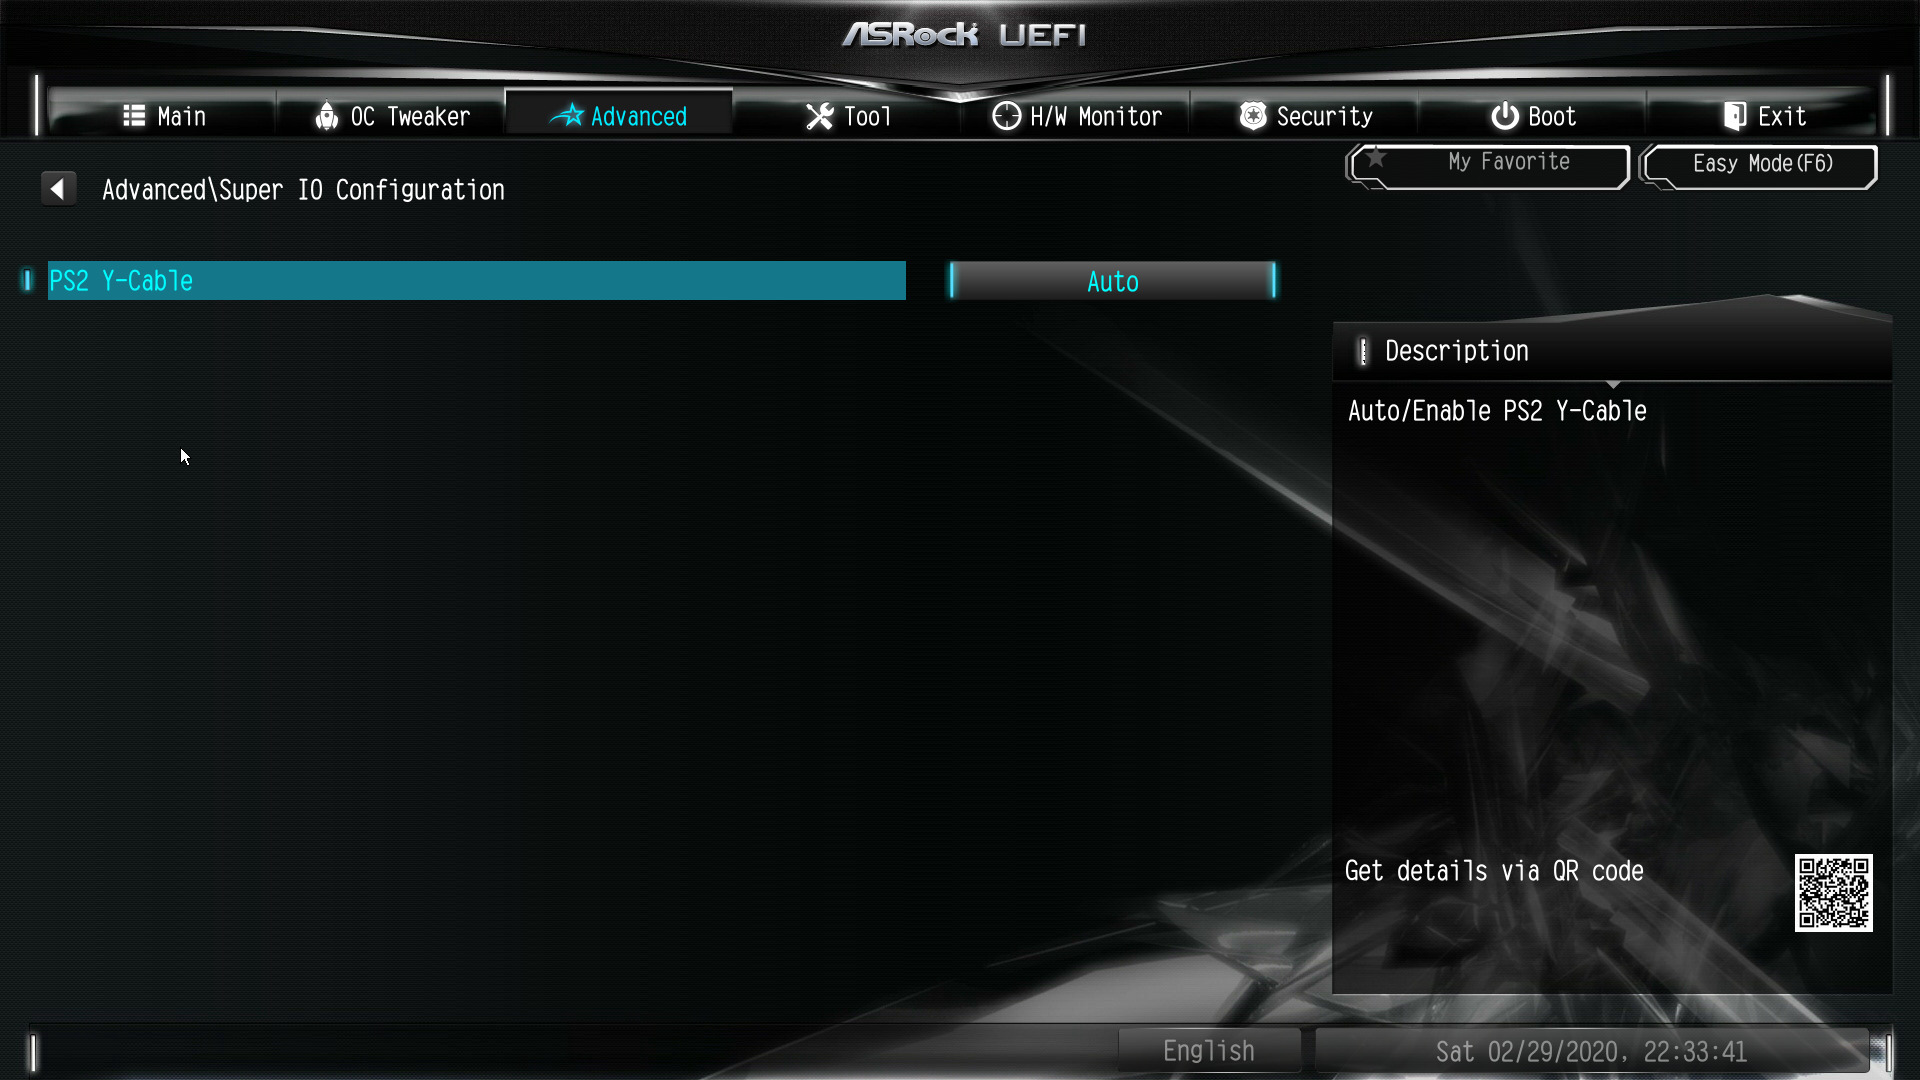 ASRock UEFI
Main OC Tweaker Advanced Tool H/W Monitor Security Boot Exit
My Favorite Easy Mode(F6)
Advanced\Super IO Configuration
PS2 Y-Cable Auto
Description
Auto/Enable PS2 Y-Cable
Get details via QR code
English Sat 02/29/2020, 22:33:41